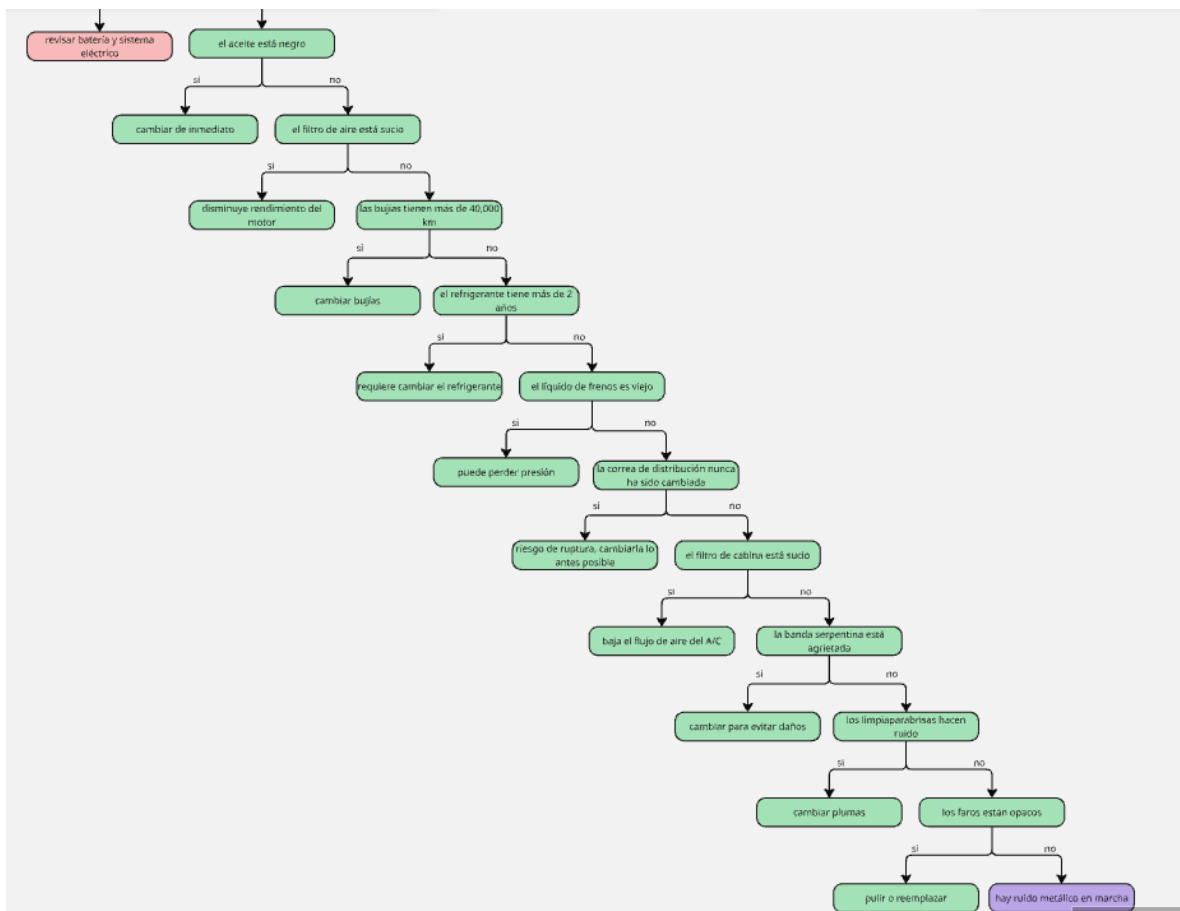 revisar batería y sistema
eléctrico
el aceite está negro
si
no
cambiar de inmediato
el filtro de aire está sucio
si
no
disminuye rendimiento del
motor
las bujías tienen más de 40,000
km
si
no
cambiar bujías
el refrigerante tiene más de 2
años
si
no
requiere cambiar el refrigerante
el líquido de frenos es viejo
si
no
puede perder presión
la correa de distribución nunca
ha sido cambiada
si
no
riesgo de ruptura, cambiarla lo
antes posible
el filtro de cabina está sucio
si
no
baja el flujo de aire del A/C
la banda serpentina está
agrietada
si
no
cambiar para evitar daños
los limpiaparabrisas hacen
ruido
si
no
cambiar plumas
los faros estan opacos
si
no
pulir o reemplazar
hay ruido metálico en marcha